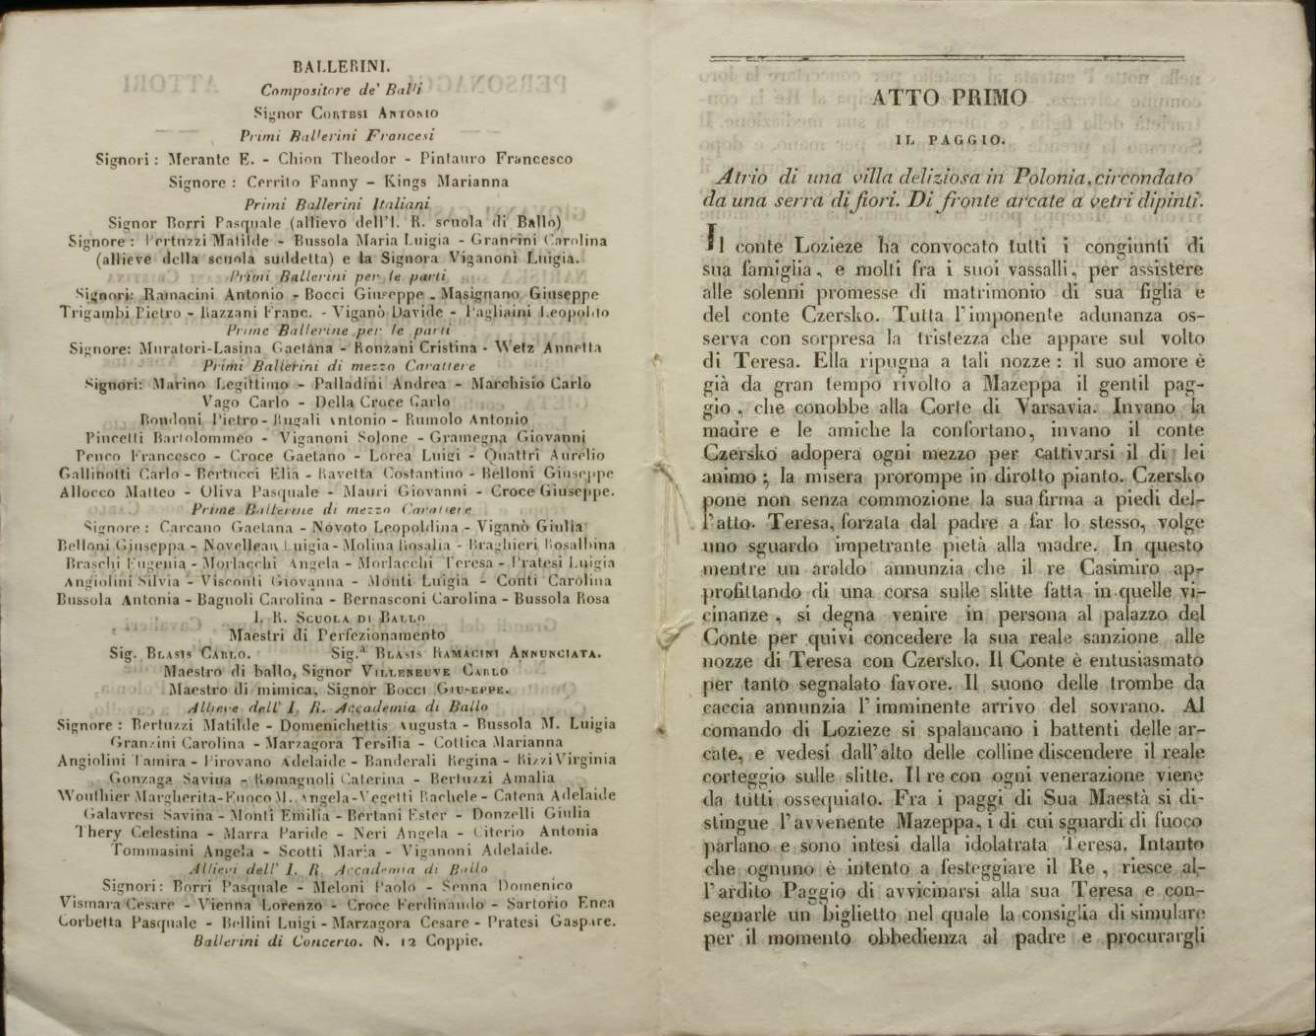 BALLERINI.
Compositore de' Balli
Signor CORTESI ANTONIO
Primi Ballerini Francesi
Signori : Merante E. - Chion Theodor - Pintauro Francesco
Signore : Cerrito Fanny - Kings Marianna
Primi Ballerini Italiani
Signor Borri Pasquale (allievo dell'I. R. scuola di Ballo)
Signore : Bertuzzi Matilde - Bussola Maria Luigia - Granzini Carolina
(allieve della scuola suddetta) e la Signora Viganoni Luigia.
Primi Ballerini per le parti
Signori: Ramacini Antonio - Bocci Giuseppe - Masignano Giuseppe
Trigambi Pietro - Razzani Franc. - Viganò Davide - Pagliaini Leopoldo
Prime Ballerine per le parti
Signore: Muratori-Lasina Gaetana - Ronzani Cristina - Wetz Annetta
Primi Ballerini di mezzo Carattere
Signori: Marino Legittimo - Palladini Andrea - Marchisio Carlo
Vago Carlo - Della Croce Carlo
Bondoni Pietro - Rugali Antonio - Rumolo Antonio
Pincetti Bartolommeo - Viganoni Solone - Gramegna Giovanni
Penco Francesco - Croce Gaetano - Lorea Luigi - Quattri Aurelio
Gallinotti Carlo - Bertucci Elia - Ravetta Costantino - Belloni Giuseppe
Allocco Matteo - Oliva Pasquale - Mauri Giovanni - Croce Giuseppe.
Prime Ballerine di mezzo Carattere
Signore : Carcano Gaetana - Novoto Leopoldina - Viganò Giulia
Belloni Giuseppa - Novellean Luigia - Molina Rosalia - Braghieri Rosalbina
Braschi Eugenia - Morlacchi Angela - Morlacchi Teresa - Pratesi Luigia
Angiolini Silvia - Visconti Giovanna - Monti Luigia - Conti Carolina
Bussola Antonia - Bagnoli Carolina - Bernasconi Carolina - Bussola Rosa
I. R. SCUOLA DI BALLO
Maestri di Perfezionamento
Sig. BLASIS CARLO. Sig.ª BLASIS RAMACINI ANNUNCIATA.
Maestro di ballo, Signor VILLENEUVE CARLO
Maestro di mimica, Signor BOCCI GIUSEPPE.
Allieve dell' I. R. Accademia di Ballo
Signore : Bertuzzi Matilde - Domenichettis Augusta - Bussola M. Luigia
Granzini Carolina - Marzagora Tersilia - Cottica Marianna
Angiolini Tamira - Pirovano Adelaide - Banderali Regina - Rizzi Virginia
Gonzaga Savina - Romagnoli Caterina - Bertuzzi Amalia
Wouthier Margherita - Fuoco M. Angela - Vegetti Rachele - Catena Adelaide
Galavresi Savina - Monti Emilia - Bertani Ester - Donzelli Giulia
Thery Celestina - Marra Paride - Neri Angela - Citerio Antonia
Tommasini Angela - Scotti Maria - Viganoni Adelaide.
Allievi dell' I. R. Accademia di Ballo
Signori: Borri Pasquale - Meloni Paolo - Senna Domenico
Vismara Cesare - Vienna Lorenzo - Croce Ferdinando - Sartorio Enea
Corbetta Pasquale - Bellini Luigi - Marzagora Cesare - Pratesi Gaspare.
Ballerini di Concerto. N. 12 Coppie.
ATTO PRIMO
IL PAGGIO.
Atrio di una villa deliziosa in Polonia, circondato
da una serra di fiori. Di fronte arcate a vetri dipinti.
Il conte Lozieze ha convocato tutti i congiunti di
sua famiglia, e molti fra i suoi vassalli, per assistere
alle solenni promesse di matrimonio di sua figlia e
del conte Czersko. Tutta l'imponente adunanza os-
serva con sorpresa la tristezza che appare sul volto
di Teresa. Ella ripugna a tali nozze : il suo amore è
già da gran tempo rivolto a Mazeppa il gentil pag-
gio, che conobbe alla Corte di Varsavia. Invano la
madre e le amiche la confortano, invano il conte
Czersko adopera ogni mezzo per cattivarsi il di lei
animo ; la misera prorompe in dirotto pianto. Czersko
pone non senza commozione la sua firma a piedi del-
l'atto. Teresa, forzata dal padre a far lo stesso, volge
uno sguardo impetrante pietà alla madre. In questo
mentre un araldo annunzia che il re Casimiro ap-
profittando di una corsa sulle slitte fatta in quelle vi-
cinanze, si degna venire in persona al palazzo del
Conte per quivi concedere la sua reale sanzione alle
nozze di Teresa con Czersko. Il Conte è entusiasmato
per tanto segnalato favore. Il suono delle trombe da
caccia annunzia l'imminente arrivo del sovrano. Al
comando di Lozieze si spalancano i battenti delle ar-
cate, e vedesi dall'alto delle colline discendere il reale
corteggio sulle slitte. Il re con ogni venerazione viene
da tutti ossequiato. Fra i paggi di Sua Maestà si di-
stingue l'avvenente Mazeppa, i di cui sguardi di fuoco
parlano e sono intesi dalla idolatrata Teresa. Intanto
che ognuno è intento a festeggiare il Re, riesce al-
l'ardito Paggio di avvicinarsi alla sua Teresa e con-
segnarle un biglietto nel quale la consiglia di simulare
per il momento obbedienza al padre e procurargli